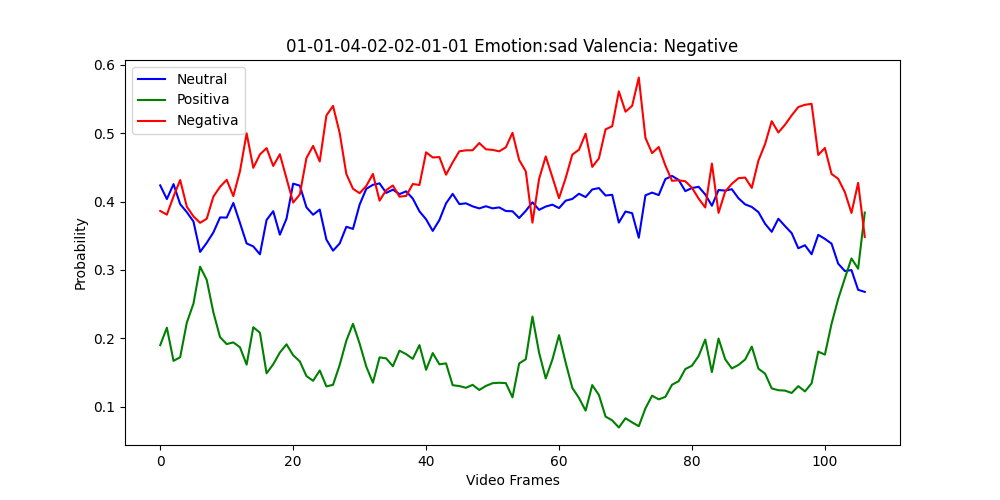 01-01-04-02-02-01-01 Emotion:sad Valencia: Negative
Neutral
Positiva
Negativa
0.6
0.5
0.4
0.3
0.2
0.1
Probability
0 20 40 60 80 100
Video Frames